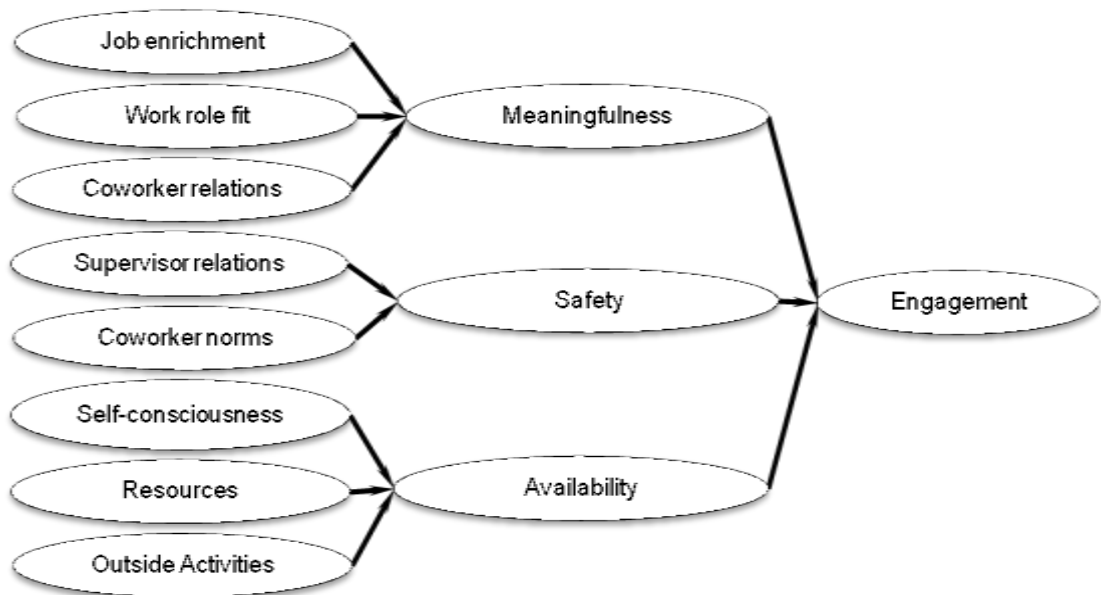 Job enrichment
Work role fit
Coworker relations
Supervisor relations
Coworker norms
Self-consciousness
Resources
Outside Activities
Meaningfulness
Safety
Availability
Engagement